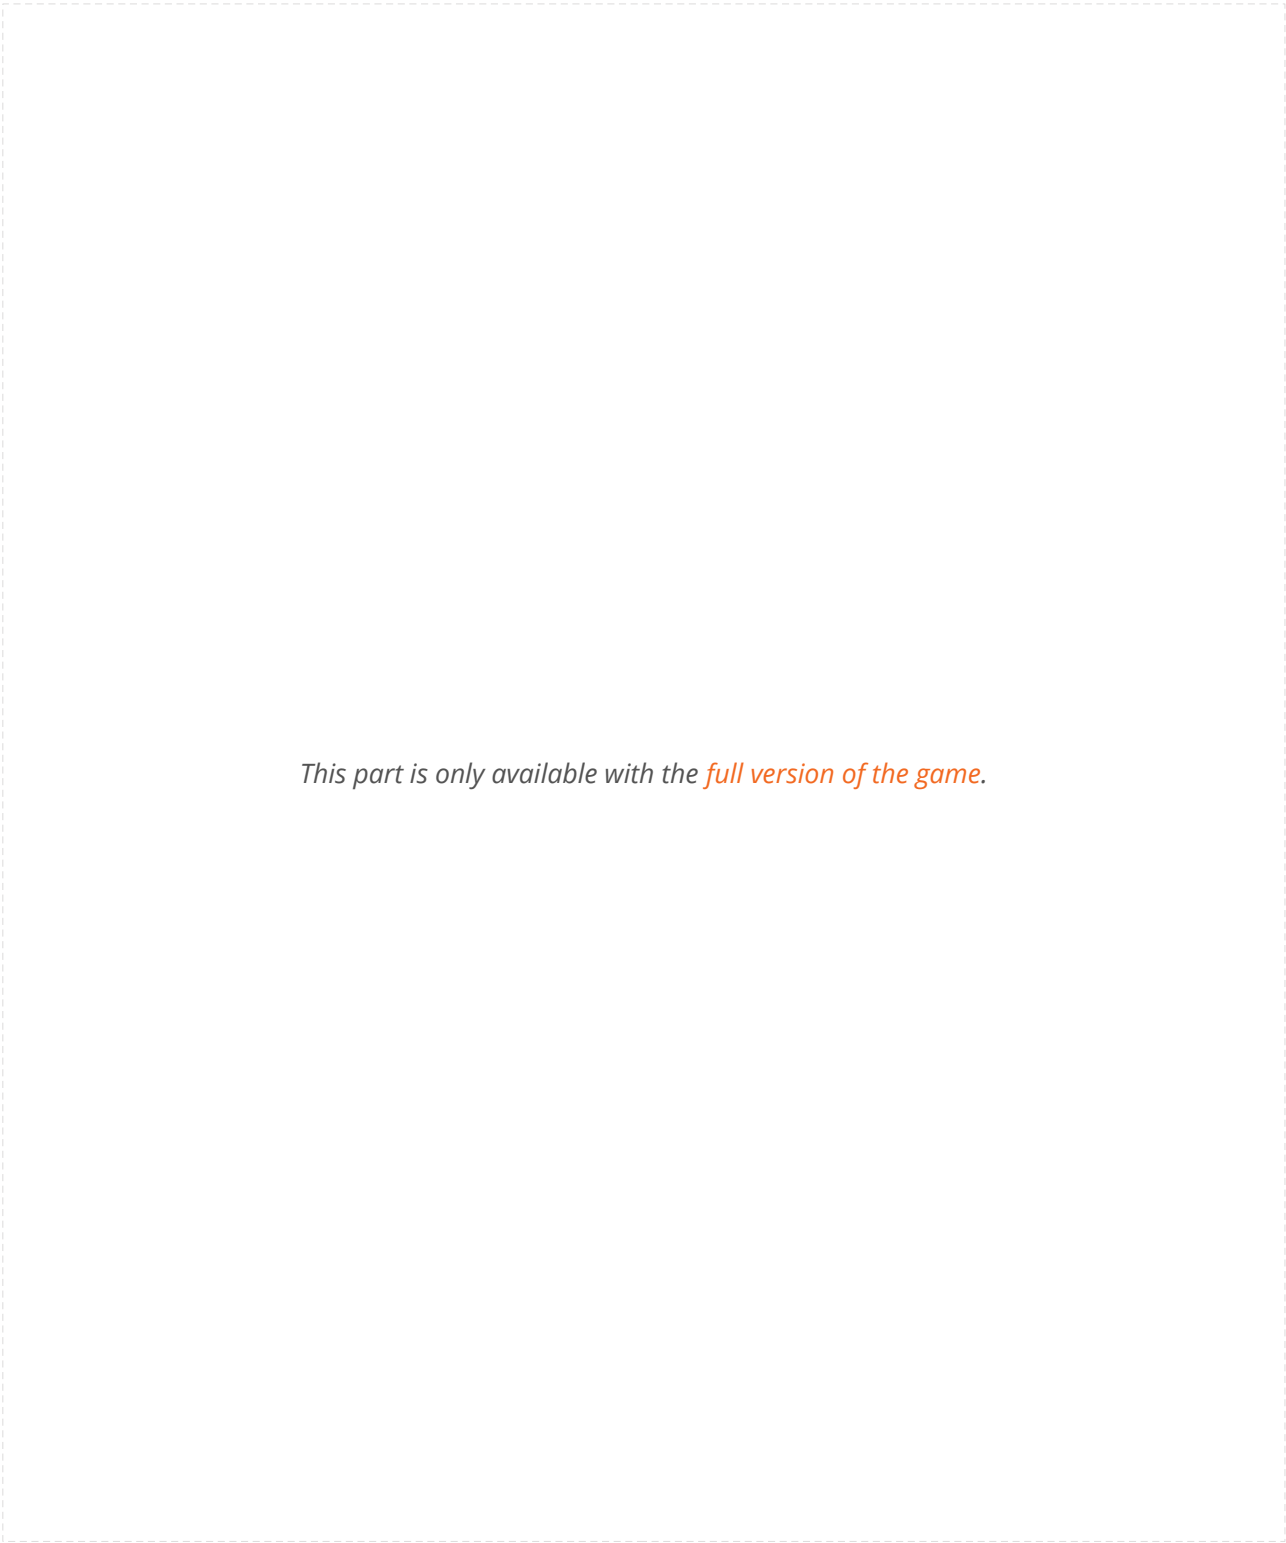 This part is only available with the full version of the game.